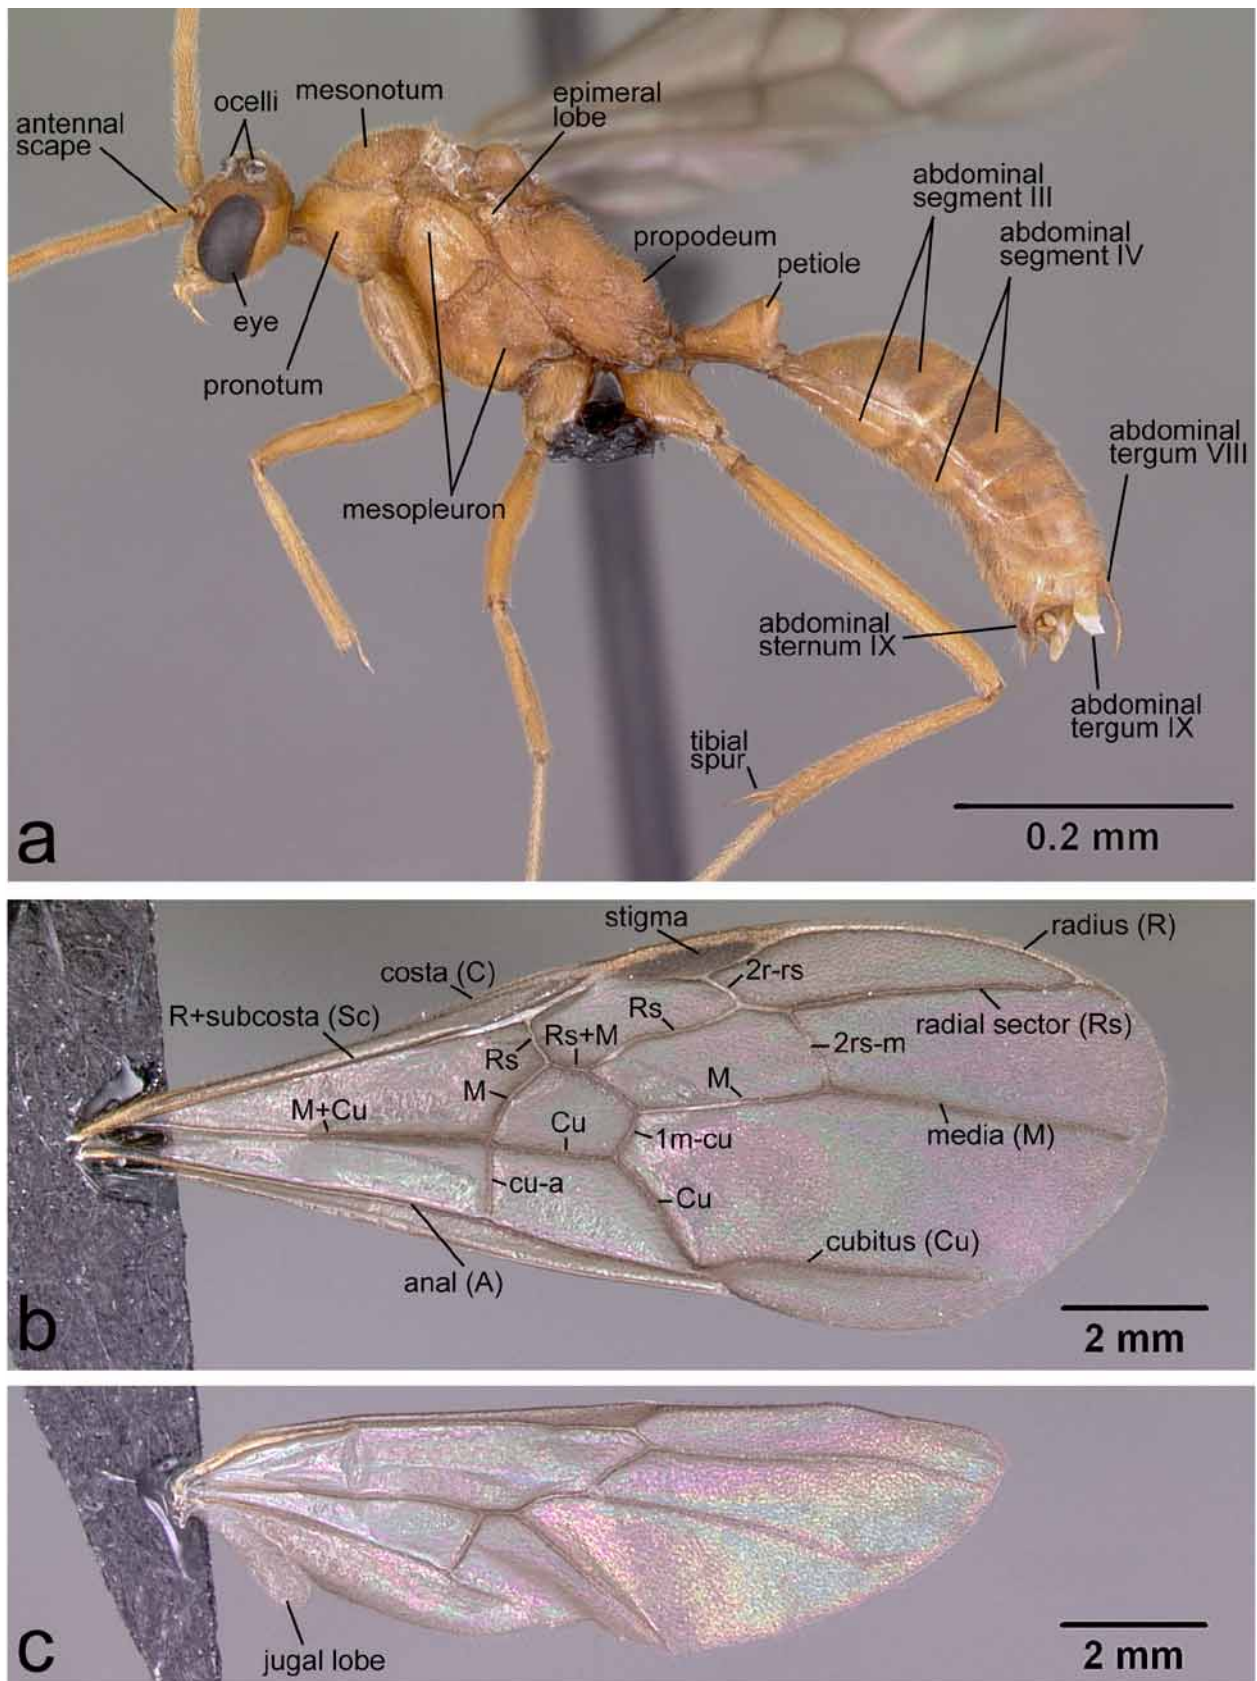 ocelli
mesonotum
epimeral
lobe
antennal
scape
abdominal
segment III
propodeum
abdominal
segment IV
petiole
eye
pronotum
mesopleuron
abdominal
tergum VIII
abdominal
sternum IX
abdominal
tergum IX
tibial
spur
0.2 mm
a
stigma
radius (R)
costa (C)
2r-rs
R+subcosta (Sc)
Rs
radial sector (Rs)
Rs+M
Rs
2rs-m
M
M
M+Cu
Cu
1m-cu
media (M)
cu-a
Cu
cubitus (Cu)
anal (A)
b
2 mm
c
jugal lobe
2 mm